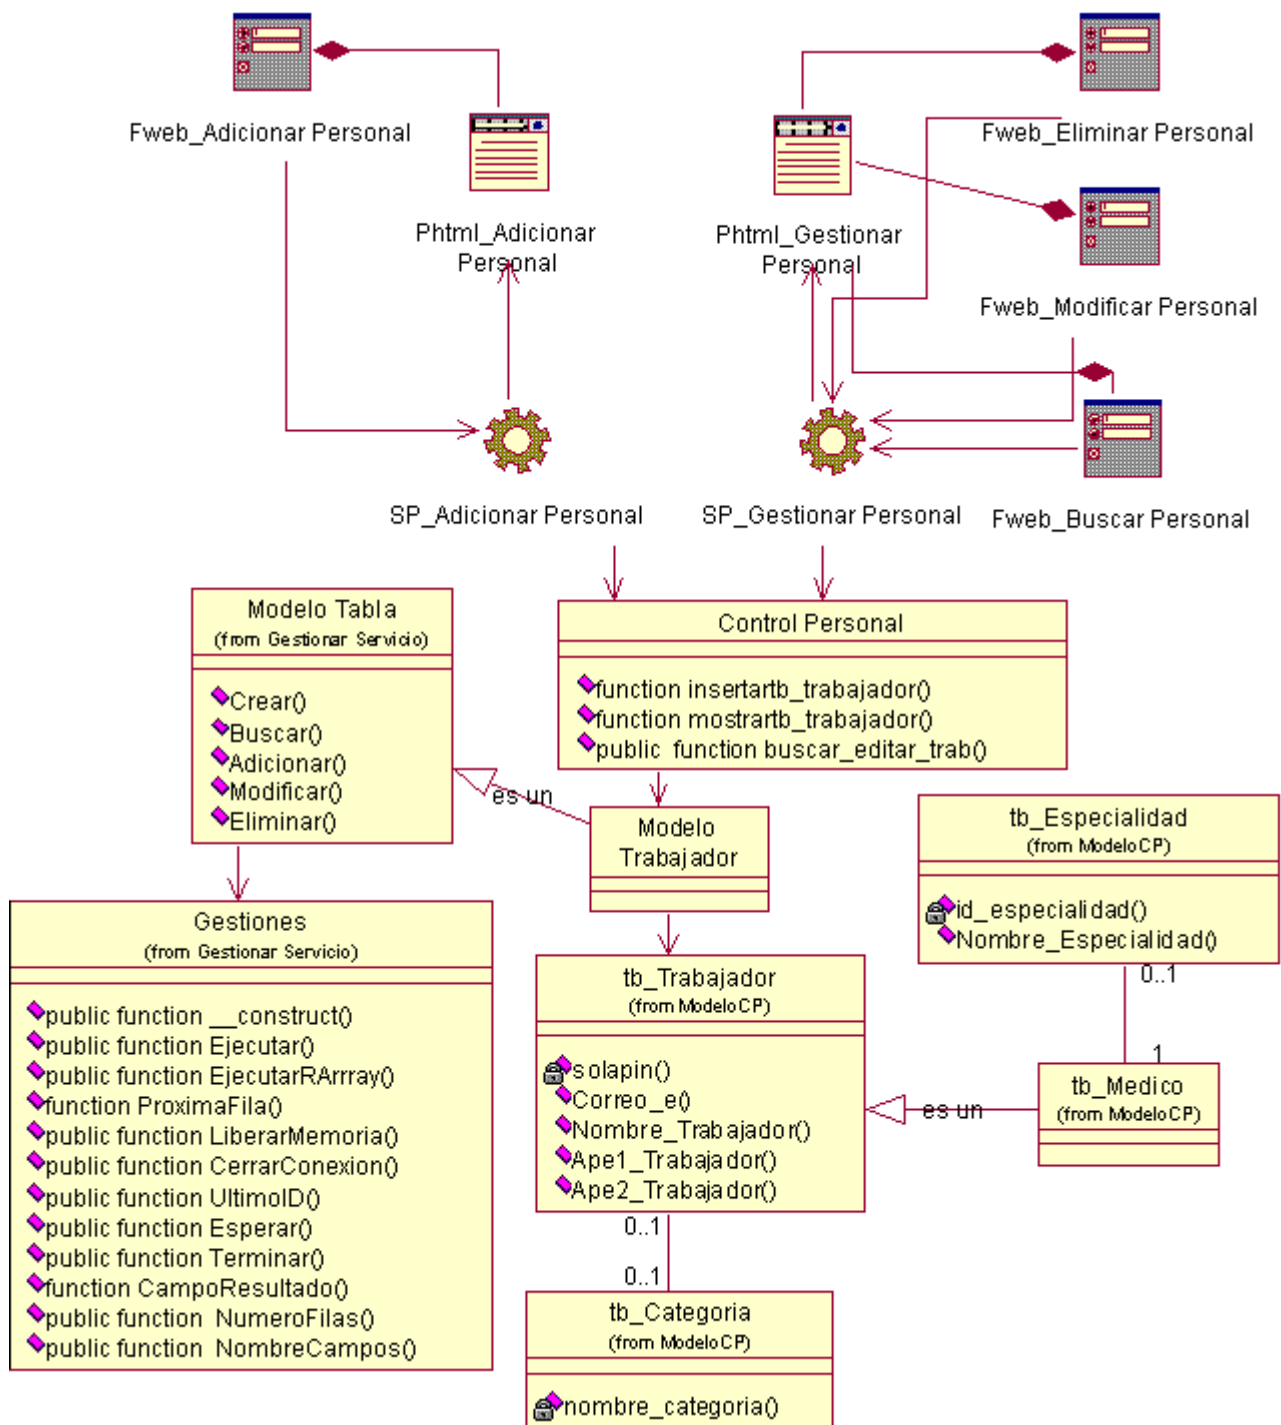 Fweb_Adicionar Personal
Fweb_Eliminar Personal
Phtml_Adicionar
Personal
Phtml_Gestionar
Personal
Fweb_Modificar Personal
SP_Adicionar Personal
SP_Gestionar Personal
Fweb_Buscar Personal
Modelo Tabla
(from Gestionar Servicio)
Crear()
Buscar()
Adicionar()
Modificar()
Eliminar()
Control Personal
function insertartb_trabajador()
function mostrartb_trabajador()
public function buscar_editar_trab()
es un
Modelo
Trabajador
tb_Especialidad
(from ModeloCP)
id_especialidad()
Nombre_Especialidad()
0..1
1
Gestiones
(from Gestionar Servicio)
public function __construct()
public function Ejecutar()
public function EjecutarRArrray()
function ProximaFila()
public function LiberarMemoria()
public function CerrarConexion()
public function UltimoID()
public function Esperar()
public function Terminar()
function CampoResultado()
public function NumeroFilas()
public function NombreCampos()
tb_Trabajador
(from ModeloCP)
solapin()
Correo_e()
Nombre_Trabajador()
Ape1_Trabajador()
Ape2_Trabajador()
es un
tb_Medico
(from ModeloCP)
0..1
0..1
tb_Categoria
(from ModeloCP)
nombre_categoria()